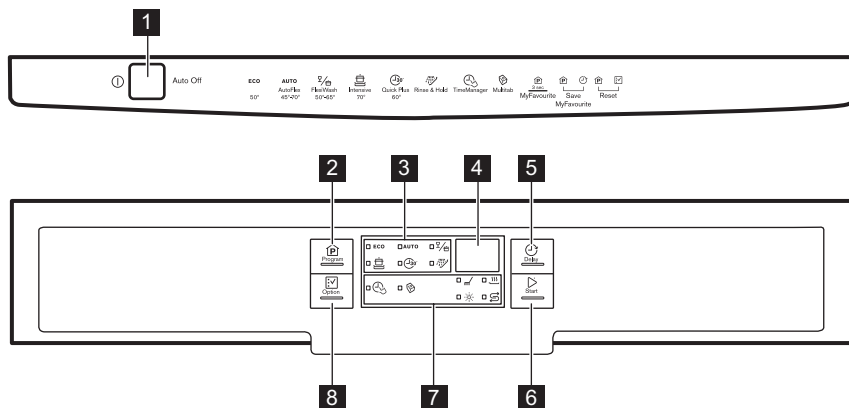 1
Auto Off
ECO
50°
AUTO
AutoFlex
45°-70°
FlexiWash
50°-65°
Intensive
70°
30'
Quick Plus
60°
Rinse & Hold
TimeManager
Multitab
P
3 sec.
MyFavourite
P
Save
MyFavourite
P
Reset
2 3 4 5
P
Program
ECO AUTO
30'
Delay
Option
Start
8 7 6